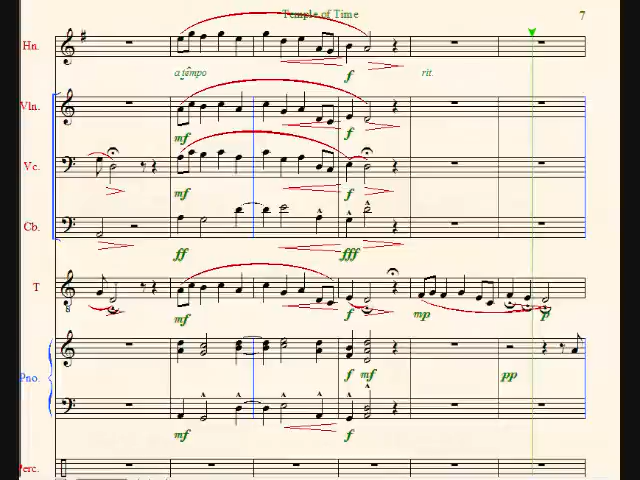 Temple of Time
7
Hn.
a tempo
f
rit.
Vln.
mf
f
Vc.
mf
f
Cb.
ff
fff
T
8
mf
f
mp
p
Pno.
f mf
pp
mf
f
Perc.